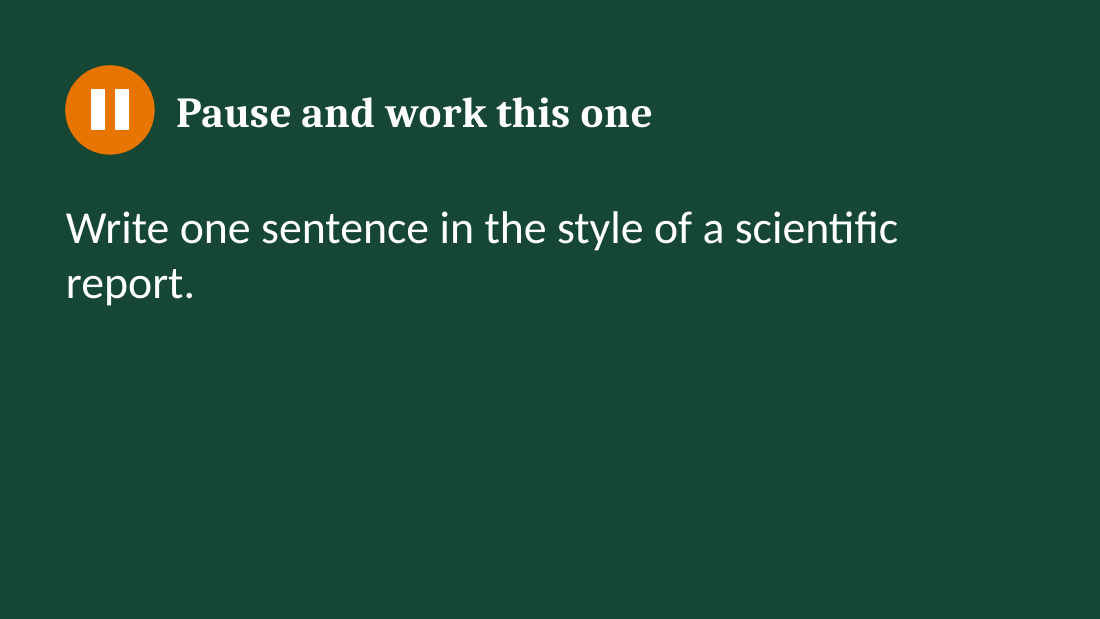 Pause and work this one
Write one sentence in the style of a scientific
report.